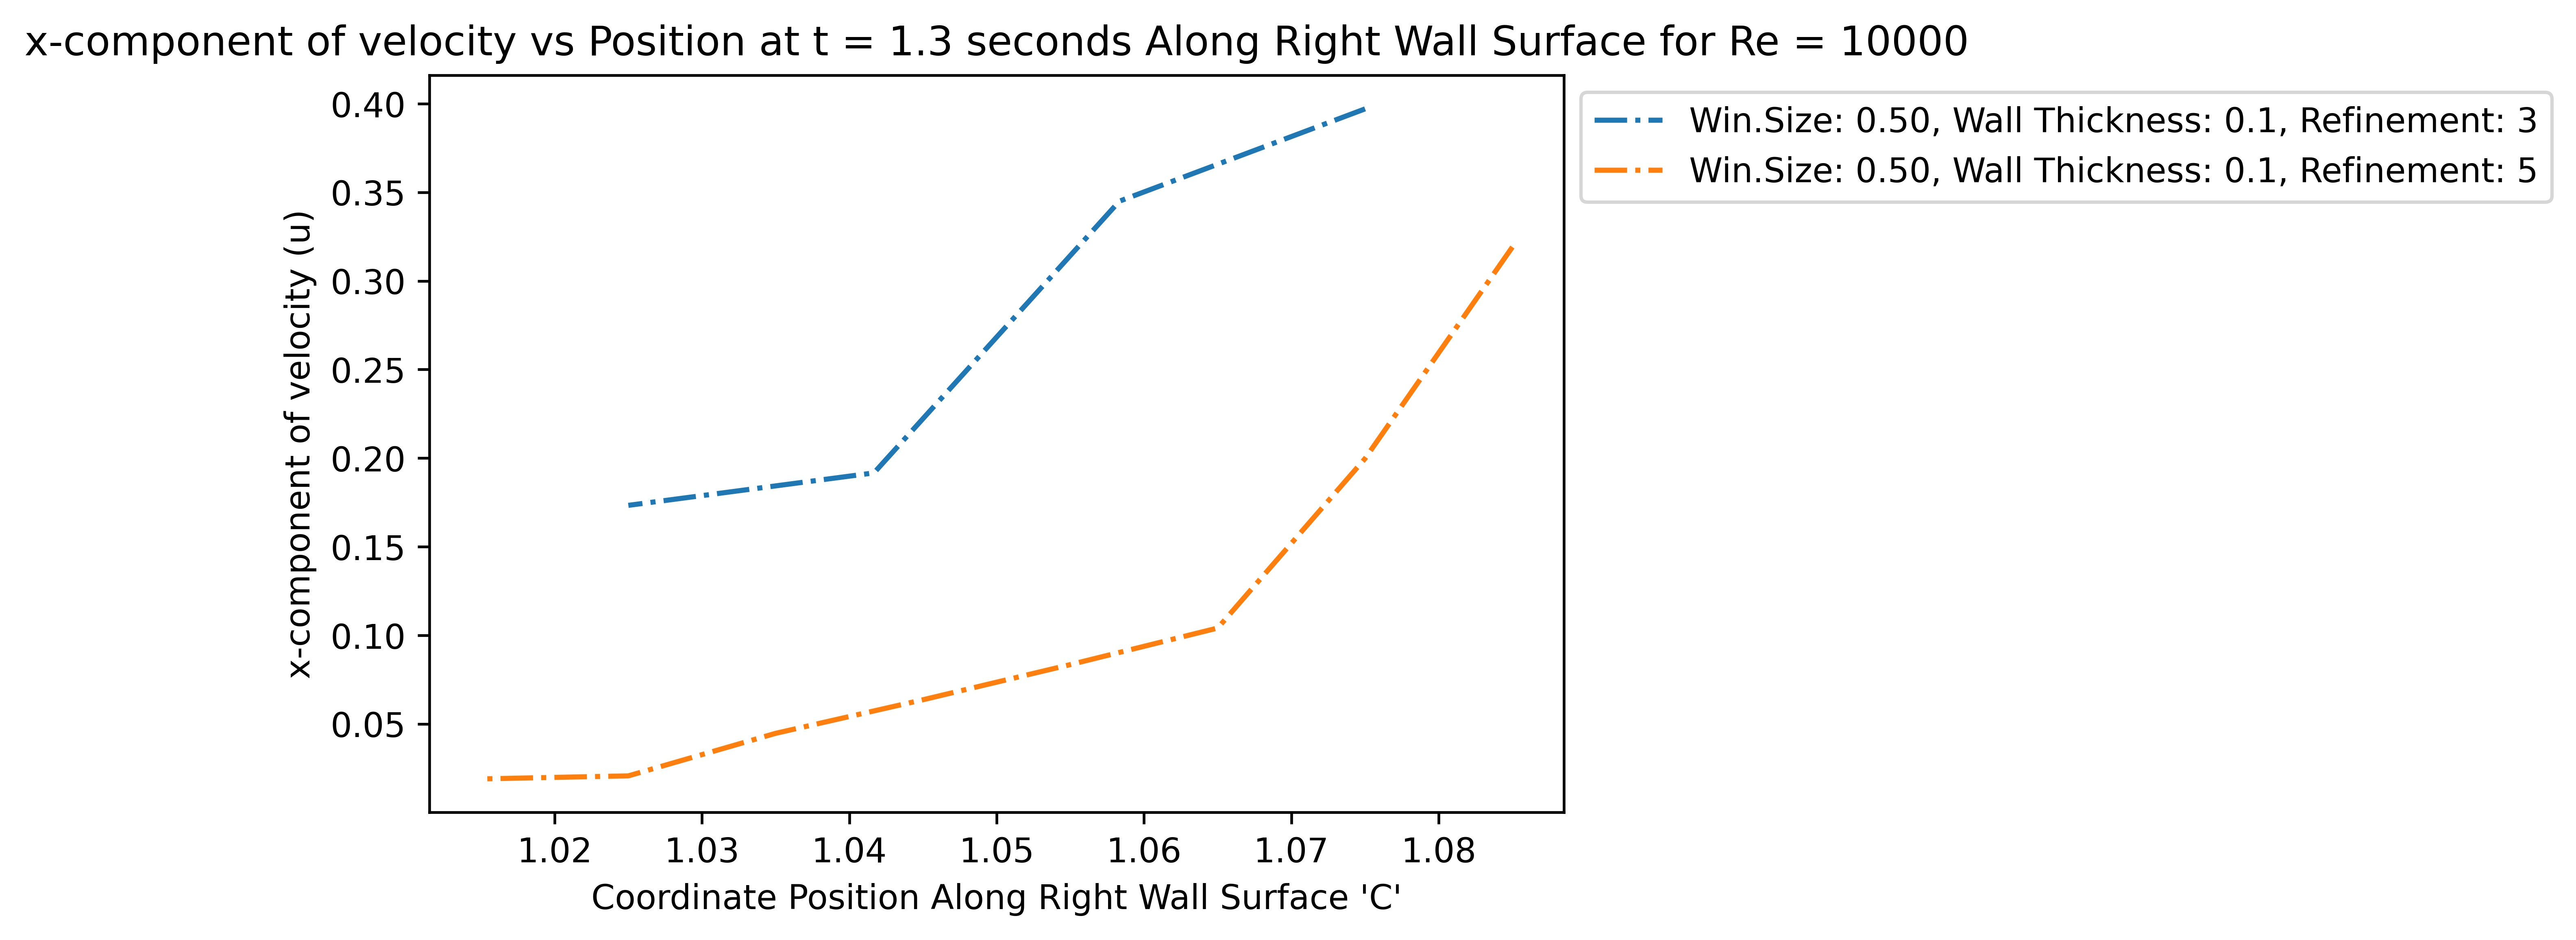 x-component of velocity vs Position at t = 1.3 seconds Along Right Wall Surface for Re = 10000
Win.Size: 0.50, Wall Thickness: 0.1, Refinement: 3
Win.Size: 0.50, Wall Thickness: 0.1, Refinement: 5
x-component of velocity (u)
0.40
0.35
0.30
0.25
0.20
0.15
0.10
0.05
1.02 1.03 1.04 1.05 1.06 1.07 1.08
Coordinate Position Along Right Wall Surface 'C'